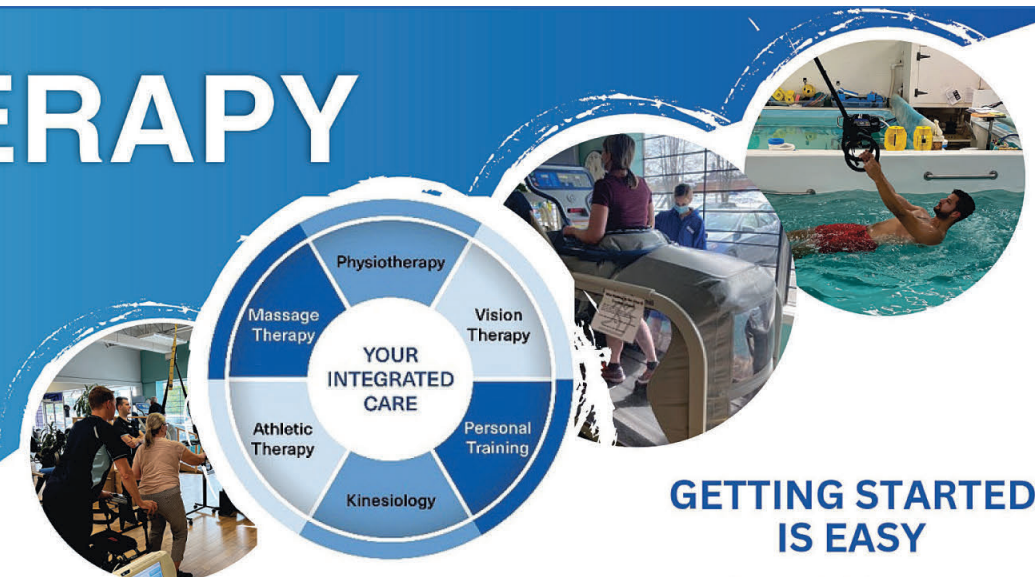 ERAPY
Physiotherapy
Massage
Therapy
Vision
Therapy
YOUR
INTEGRATED
CARE
Athletic
Therapy
Personal
Training
Kinesiology
GETTING STARTED
IS EASY